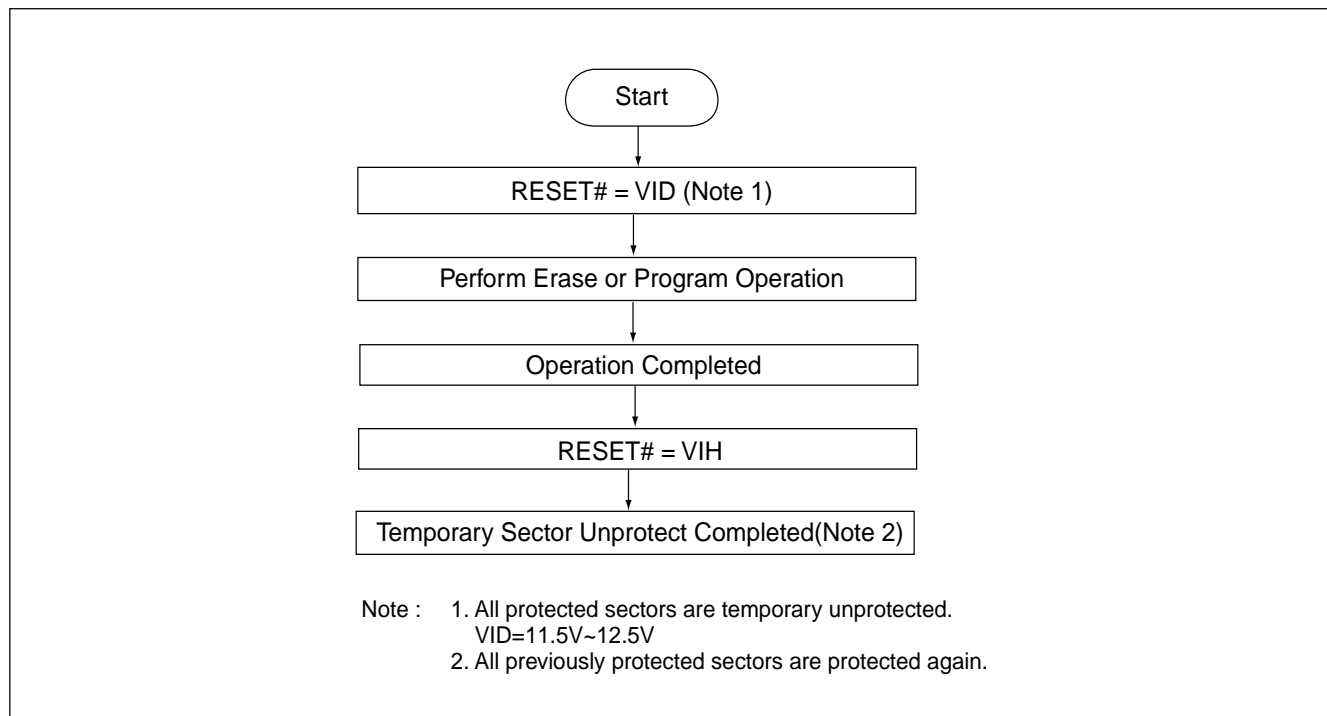 Start
RESET# = VID (Note 1)
Perform Erase or Program Operation
Operation Completed
RESET# = VIH
Temporary Sector Unprotect Completed(Note 2)
Note : 1. All protected sectors are temporary unprotected.
VID=11.5V~12.5V
2. All previously protected sectors are protected again.